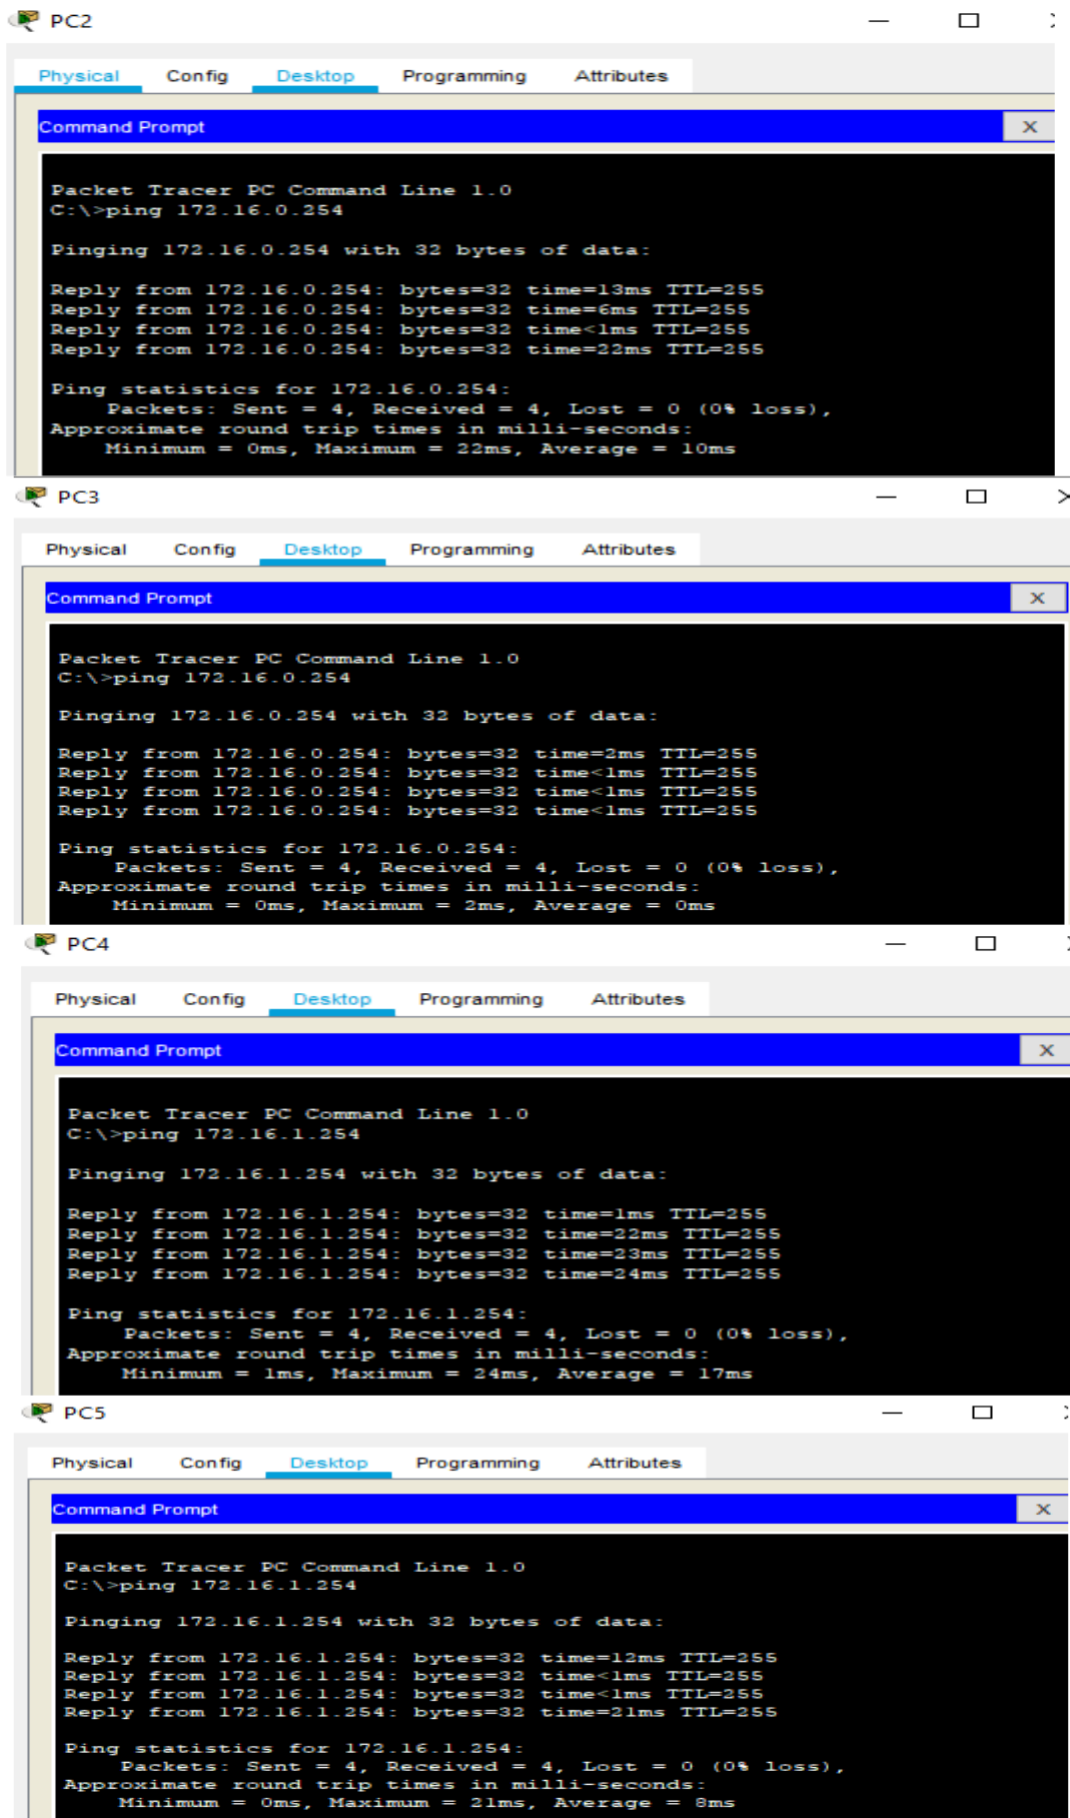 PC2
Physical Config Desktop Programming Attributes
Command Prompt X
Packet Tracer PC Command Line 1.0
C:\>ping 172.16.0.254
Pinging 172.16.0.254 with 32 bytes of data:
Reply from 172.16.0.254: bytes=32 time=13ms TTL=255
Reply from 172.16.0.254: bytes=32 time=6ms TTL=255
Reply from 172.16.0.254: bytes=32 time<1ms TTL=255
Reply from 172.16.0.254: bytes=32 time=22ms TTL=255
Ping statistics for 172.16.0.254:
Packets: Sent = 4, Received = 4, Lost = 0 (0% loss),
Approximate round trip times in milli-seconds:
Minimum = 0ms, Maximum = 22ms, Average = 10ms
PC3
Physical Config Desktop Programming Attributes
Command Prompt X
Packet Tracer PC Command Line 1.0
C:\>ping 172.16.0.254
Pinging 172.16.0.254 with 32 bytes of data:
Reply from 172.16.0.254: bytes=32 time=2ms TTL=255
Reply from 172.16.0.254: bytes=32 time<1ms TTL=255
Reply from 172.16.0.254: bytes=32 time<1ms TTL=255
Reply from 172.16.0.254: bytes=32 time<1ms TTL=255
Ping statistics for 172.16.0.254:
Packets: Sent = 4, Received = 4, Lost = 0 (0% loss),
Approximate round trip times in milli-seconds:
Minimum = 0ms, Maximum = 2ms, Average = 0ms
PC4
Physical Config Desktop Programming Attributes
Command Prompt X
Packet Tracer PC Command Line 1.0
C:\>ping 172.16.1.254
Pinging 172.16.1.254 with 32 bytes of data:
Reply from 172.16.1.254: bytes=32 time=1ms TTL=255
Reply from 172.16.1.254: bytes=32 time=22ms TTL=255
Reply from 172.16.1.254: bytes=32 time=23ms TTL=255
Reply from 172.16.1.254: bytes=32 time=24ms TTL=255
Ping statistics for 172.16.1.254:
Packets: Sent = 4, Received = 4, Lost = 0 (0% loss),
Approximate round trip times in milli-seconds:
Minimum = 1ms, Maximum = 24ms, Average = 17ms
PC5
Physical Config Desktop Programming Attributes
Command Prompt X
Packet Tracer PC Command Line 1.0
C:\>ping 172.16.1.254
Pinging 172.16.1.254 with 32 bytes of data:
Reply from 172.16.1.254: bytes=32 time=12ms TTL=255
Reply from 172.16.1.254: bytes=32 time<1ms TTL=255
Reply from 172.16.1.254: bytes=32 time<1ms TTL=255
Reply from 172.16.1.254: bytes=32 time=21ms TTL=255
Ping statistics for 172.16.1.254:
Packets: Sent = 4, Received = 4, Lost = 0 (0% loss),
Approximate round trip times in milli-seconds:
Minimum = 0ms, Maximum = 21ms, Average = 8ms